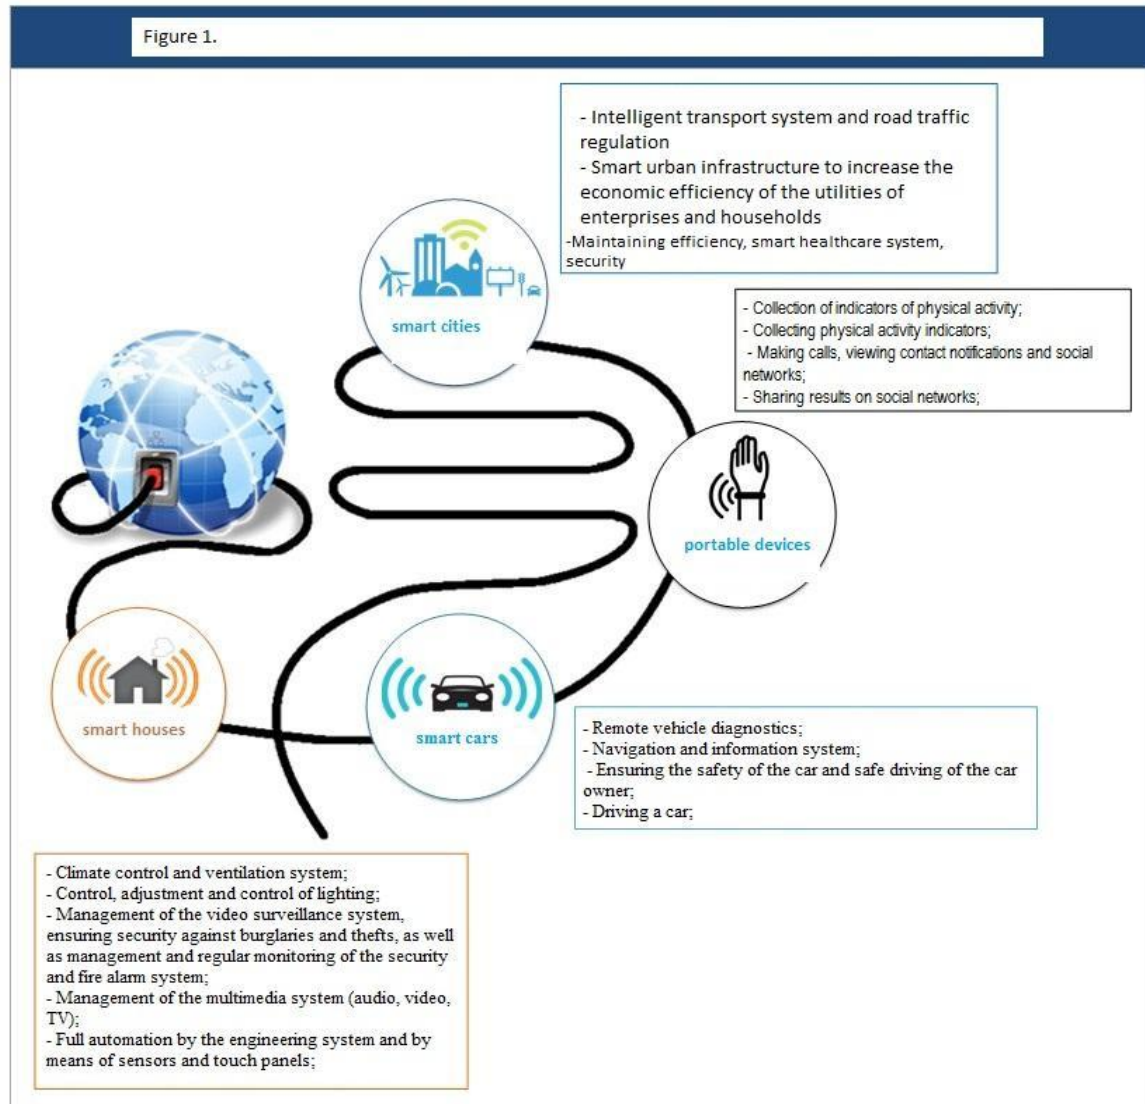 Figure 1.
- Intelligent transport system and road traffic
regulation
- Smart urban infrastructure to increase the
economic efficiency of the utilities of
enterprises and households
-Maintaining efficiency, smart healthcare system,
security
smart cities
- Collection of indicators of physical activity;
- Collecting physical activity indicators;
- Making calls, viewing contact notifications and social
networks;
- Sharing results on social networks;
portable devices
smart houses
smart cars
- Remote vehicle diagnostics;
- Navigation and information system;
- Ensuring the safety of the car and safe driving of the car
owner;
- Driving a car;
- Climate control and ventilation system;
- Control, adjustment and control of lighting;
- Management of the video surveillance system,
ensuring security against burglaries and thefts, as well
as management and regular monitoring of the security
and fire alarm system;
- Management of the multimedia system (audio, video,
TV);
- Full automation by the engineering system and by
means of sensors and touch panels;